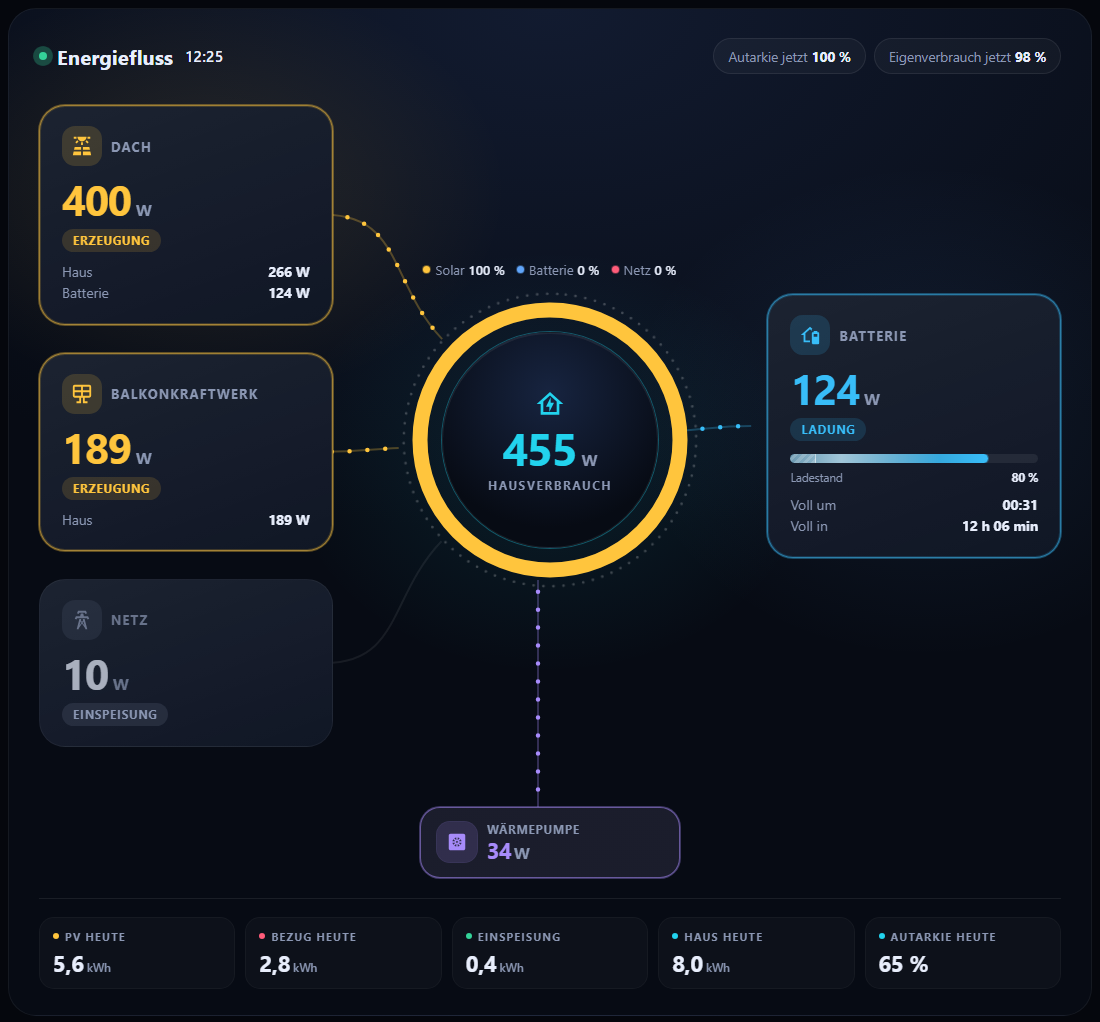 Energiefluss 12:25
Autarkie jetzt 100 %
Eigenverbrauch jetzt 98 %
DACH
400 W
ERZEUGUNG
Haus 266 W
Batterie 124 W
BALKONKRAFTWERK
189 W
ERZEUGUNG
Haus 189 W
NETZ
10 W
EINSPEISUNG
Solar 100 % Batterie 0 % Netz 0 %
455 W
HAUSVERBRAUCH
BATTERIE
124 W
LADUNG
Ladestand 80 %
Voll um 00:31
Voll in 12 h 06 min
WÄRMEPUMPE
34 W
PV HEUTE
5,6 kWh
BEZUG HEUTE
2,8 kWh
EINSPEISUNG
0,4 kWh
HAUS HEUTE
8,0 kWh
AUTARKIE HEUTE
65 %